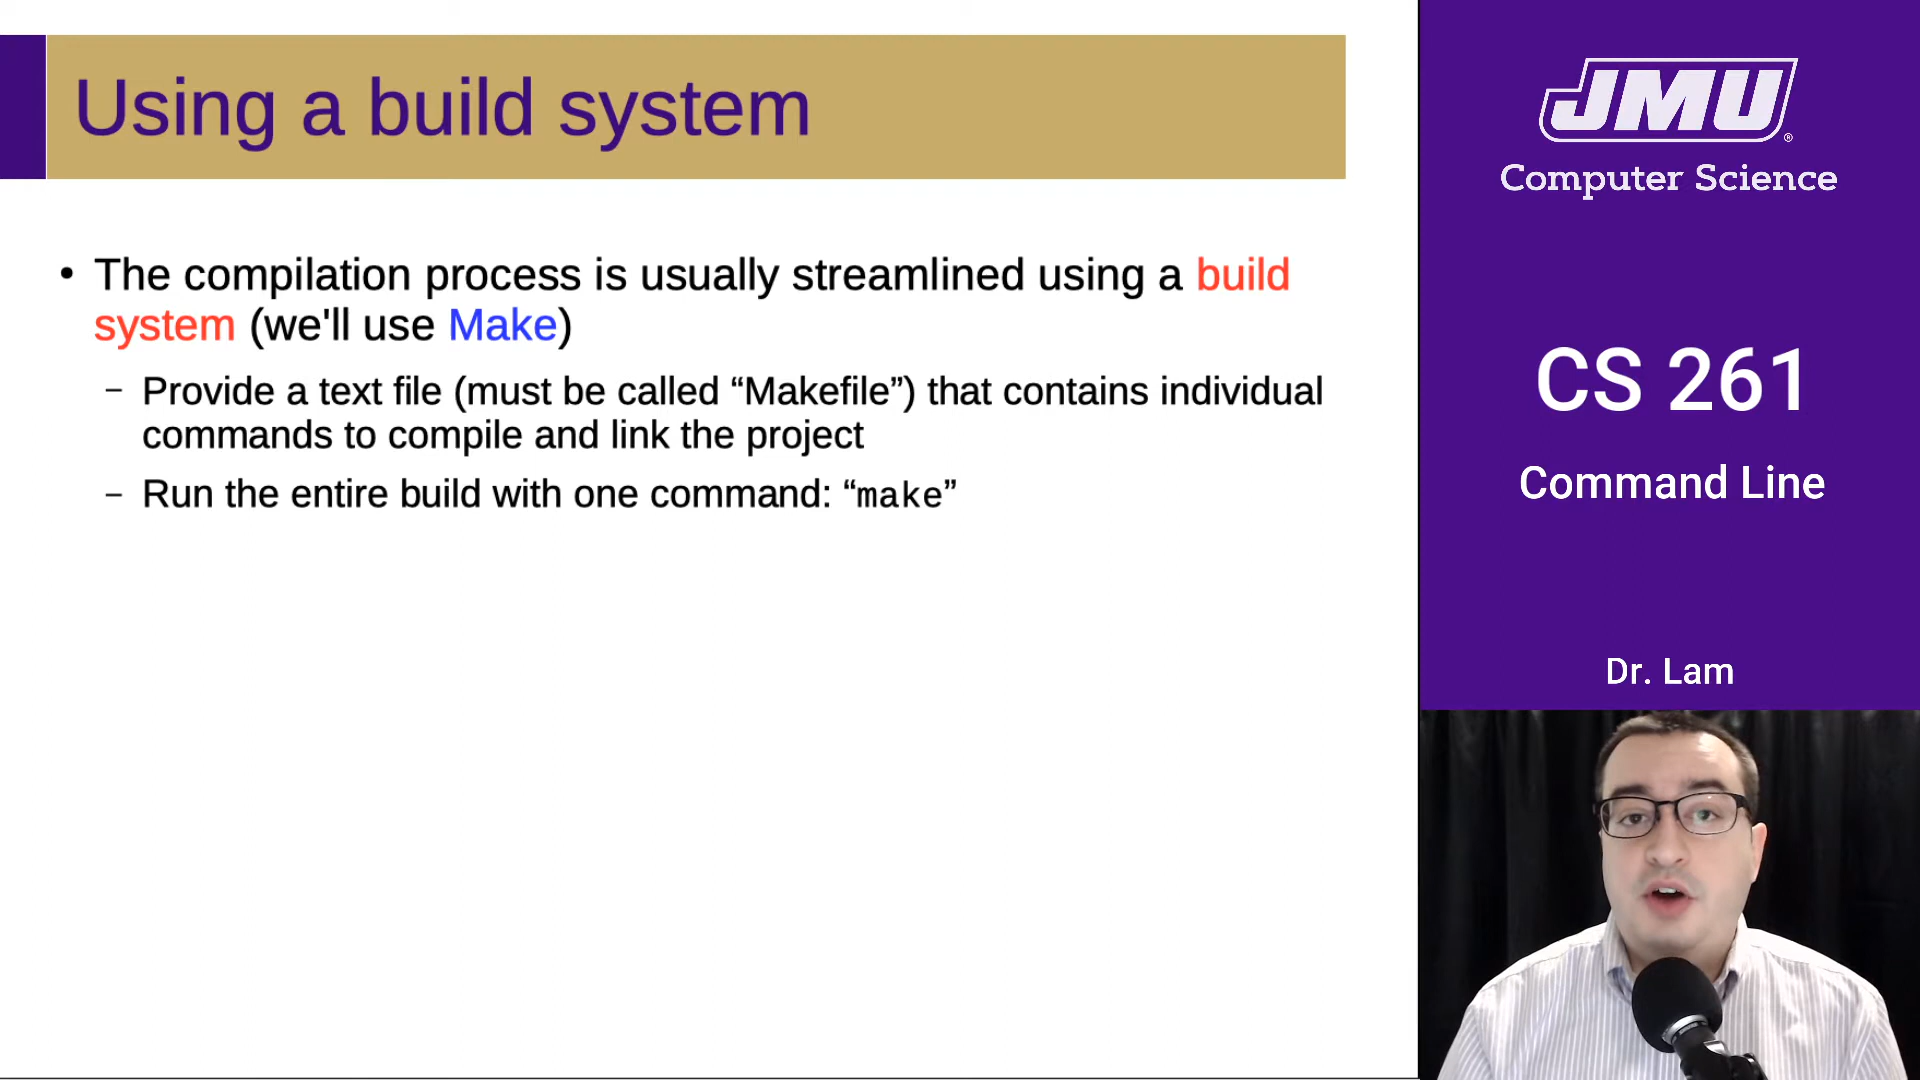 Using a build system
• The compilation process is usually streamlined using a build
system (we'll use Make)
– Provide a text file (must be called “Makefile”) that contains individual
commands to compile and link the project
– Run the entire build with one command: “make”
JMU®
Computer Science
CS 261
Command Line
Dr. Lam